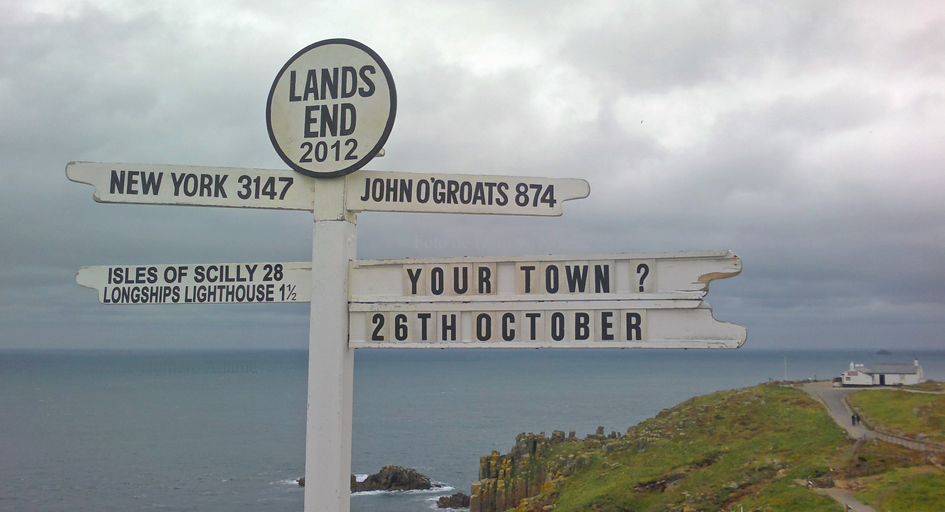 LANDS
END
2012
NEW YORK 3147
JOHN O'GROATS 874
ISLES OF SCILLY 28
LONGSHIPS LIGHTHOUSE 1½
YOUR TOWN ?
26TH OCTOBER